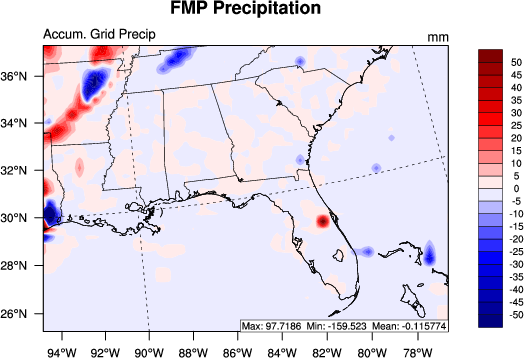 FMP Precipitation
Accum. Grid Precip mm
36°N
34°N
32°N
30°N
28°N
26°N
94°W 92°W 90°W 88°W 86°W 84°W 82°W 80°W 78°W
Max: 97.7186 Min: -159.523 Mean: -0.115774
50
45
40
35
30
25
20
15
10
5
0
-5
-10
-15
-20
-25
-30
-35
-40
-45
-50